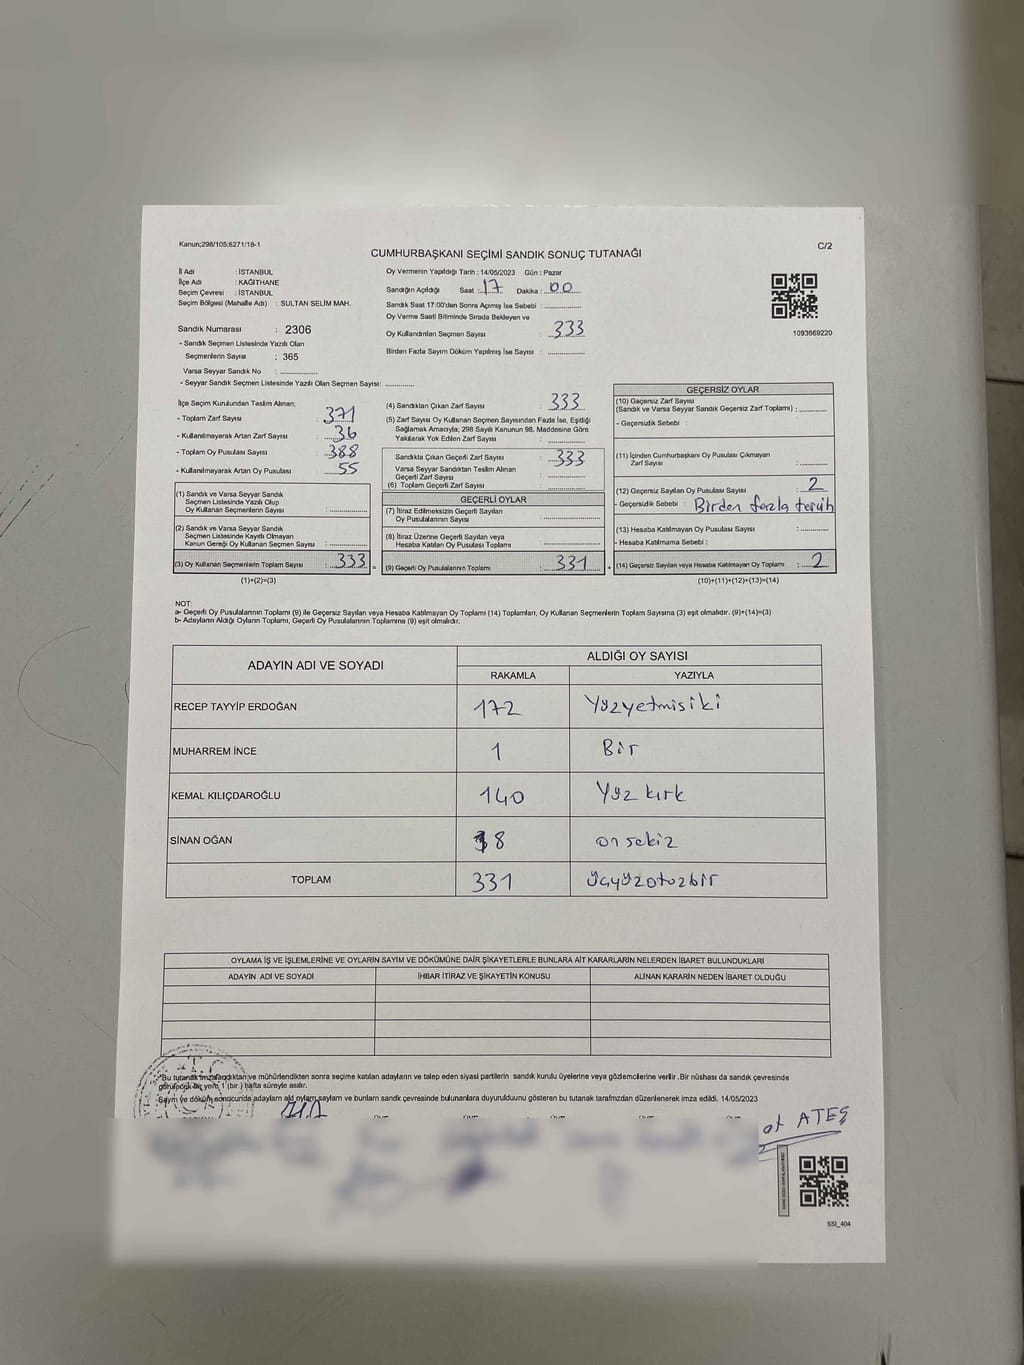 Kanun;298/105;6271/18-1
C/2
CUMHURBAŞKANI SEÇİMİ SANDIK SONUÇ TUTANAĞI
İl Adı : İSTANBUL
İlçe Adı : KAĞITHANE
Seçim Çevresi : İSTANBUL
Seçim Bölgesi (Mahalle Adı) : SULTAN SELİM MAH.
Sandık Numarası : 2306
- Sandık Seçmen Listesinde Yazılı Olan
Seçmenlerin Sayısı : 365
Varsa Seyyar Sandık No :
- Seyyar Sandık Seçmen Listesinde Yazılı Olan Seçmen Sayısı:
Oy Vermenin Yapıldığı Tarih : 14/05/2023 Gün : Pazar
Sandığın Açıldığı Saat : 17 Dakika : 00
Sandık Saat 17:00'den Sonra Açılmış İse Sebebi :
Oy Verme Saati Bitiminde Sırada Bekleyen ve
Oy Kullandırılan Seçmen Sayısı : 333
Birden Fazla Sayım Döküm Yapılmış İse Sayısı :
1093669220
İlçe Seçim Kurulundan Teslim Alınan;
- Toplam Zarf Sayısı : 371
- Kullanılmayarak Artan Zarf Sayısı : 36
- Toplam Oy Pusulası Sayısı : 388
- Kullanılmayarak Artan Oy Pusulası : 55
(1) Sandık ve Varsa Seyyar Sandık
Seçmen Listesinde Yazılı Olup
Oy Kullanan Seçmenlerin Sayısı :
(2) Sandık ve Varsa Seyyar Sandık
Seçmen Listesinde Kayıtlı Olmayan
Kanun Gereği Oy Kullanan Seçmen Sayısı :
(3) Oy Kullanan Seçmenlerin Toplam Sayısı : 333
(1)+(2)=(3)
(4) Sandıktan Çıkan Zarf Sayısı : 333
(5) Zarf Sayısı Oy Kullanan Seçmen Sayısından Fazla İse, Eşitliği
Sağlamak Amacıyla; 298 Sayılı Kanunun 98. Maddesine Göre
Yakılarak Yok Edilen Zarf Sayısı :
Sandıkta Çıkan Geçerli Zarf Sayısı : 333
Varsa Seyyar Sandıktan Teslim Alınan
Geçerli Zarf Sayısı :
(6) Toplam Geçerli Zarf Sayısı :
GEÇERLİ OYLAR
(7) İtiraz Edilmeksizin Geçerli Sayılan
Oy Pusulalarının Sayısı :
(8) İtiraz Üzerine Geçerli Sayılan veya
Hesaba Katılan Oy Pusulası Toplamı :
(9) Geçerli Oy Pusulalarının Toplamı : 331
GEÇERSİZ OYLAR
(10) Geçersiz Zarf Sayısı
(Sandık ve Varsa Seyyar Sandık Geçersiz Zarf Toplamı) :
- Geçersizlik Sebebi :
(11) İçinden Cumhurbaşkanı Oy Pusulası Çıkmayan
Zarf Sayısı :
(12) Geçersiz Sayılan Oy Pusulası Sayısı : 2
- Geçersizlik Sebebi : Birden fazla tercih
(13) Hesaba Katılmayan Oy Pusulası Sayısı :
- Hesaba Katılmama Sebebi :
(14) Geçersiz Sayılan veya Hesaba Katılmayan Oy Toplamı : 2
(10)+(11)+(12)+(13)=(14)
NOT:
a- Geçerli Oy Pusulalarının Toplamı (9) ile Geçersiz Sayılan veya Hesaba Katılmayan Oy Toplamı (14) Toplamları, Oy Kullanan Seçmenlerin Toplam Sayısına (3) eşit olmalıdır. (9)+(14)=(3)
b- Adayların Aldığı Oyların Toplamı, Geçerli Oy Pusulalarının Toplamına (9) eşit olmalıdır.
ADAYIN ADI VE SOYADI ALDIĞI OY SAYISI
RAKAMLA YAZIYLA
RECEP TAYYİP ERDOĞAN 172 Yüzyetmişiki
MUHARREM İNCE 1 Bir
KEMAL KILIÇDAROĞLU 140 Yüz kırk
SİNAN OĞAN 18 on sekiz
TOPLAM 331 üçyüzotuzbir
OYLAMA İŞ VE İŞLEMLERİNE VE OYLARIN SAYIM VE DÖKÜMÜNE DAİR ŞİKAYETLERLE BUNLARA AİT KARARLARIN NELERDEN İBARET BULUNDUKLARI
ADAYIN ADI VE SOYADI İHBAR İTİRAZ VE ŞİKAYETİN KONUSU ALINAN KARARIN NEDEN İBARET OLDUĞU
Bu tutanak imzalandıktan ve mühürlendikten sonra seçime katılan adayların ve talep eden siyasi partilerin sandık kurulu üyelerine veya gözlemcilerine verilir .Bir nüshası da sandık çevresinde
görünecek bir yere 1 (bir ) hafta süreyle asılır.
Sayım ve döküm sonucunda adayların ald oyların saylarn ve bunların sandık çevresinde bulunanlara duyurulduunu gösteren bu tutanak tarafımızdan düzenlenerek imza edildi. 14/05/2023
ATEŞ
SSİ_404